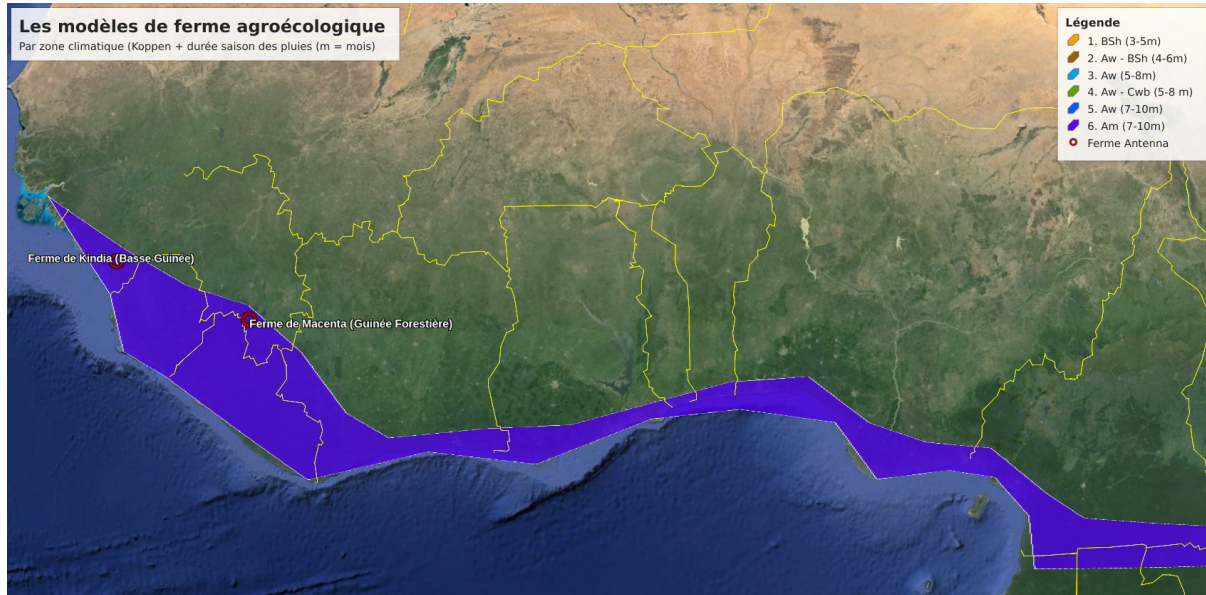 Les modèles de ferme agroécologique
Par zone climatique (Koppen + durée saison des pluies (m = mois)
Légende
1. BSh (3-5m)
2. Aw - BSh (4-6m)
3. Aw (5-8m)
4. Aw - Cwb (5-8 m)
5. Aw (7-10m)
6. Am (7-10m)
Ferme Antenna
Ferme de Kindia (Basse Guinée)
Ferme de Macenta (Guinée Forestière)